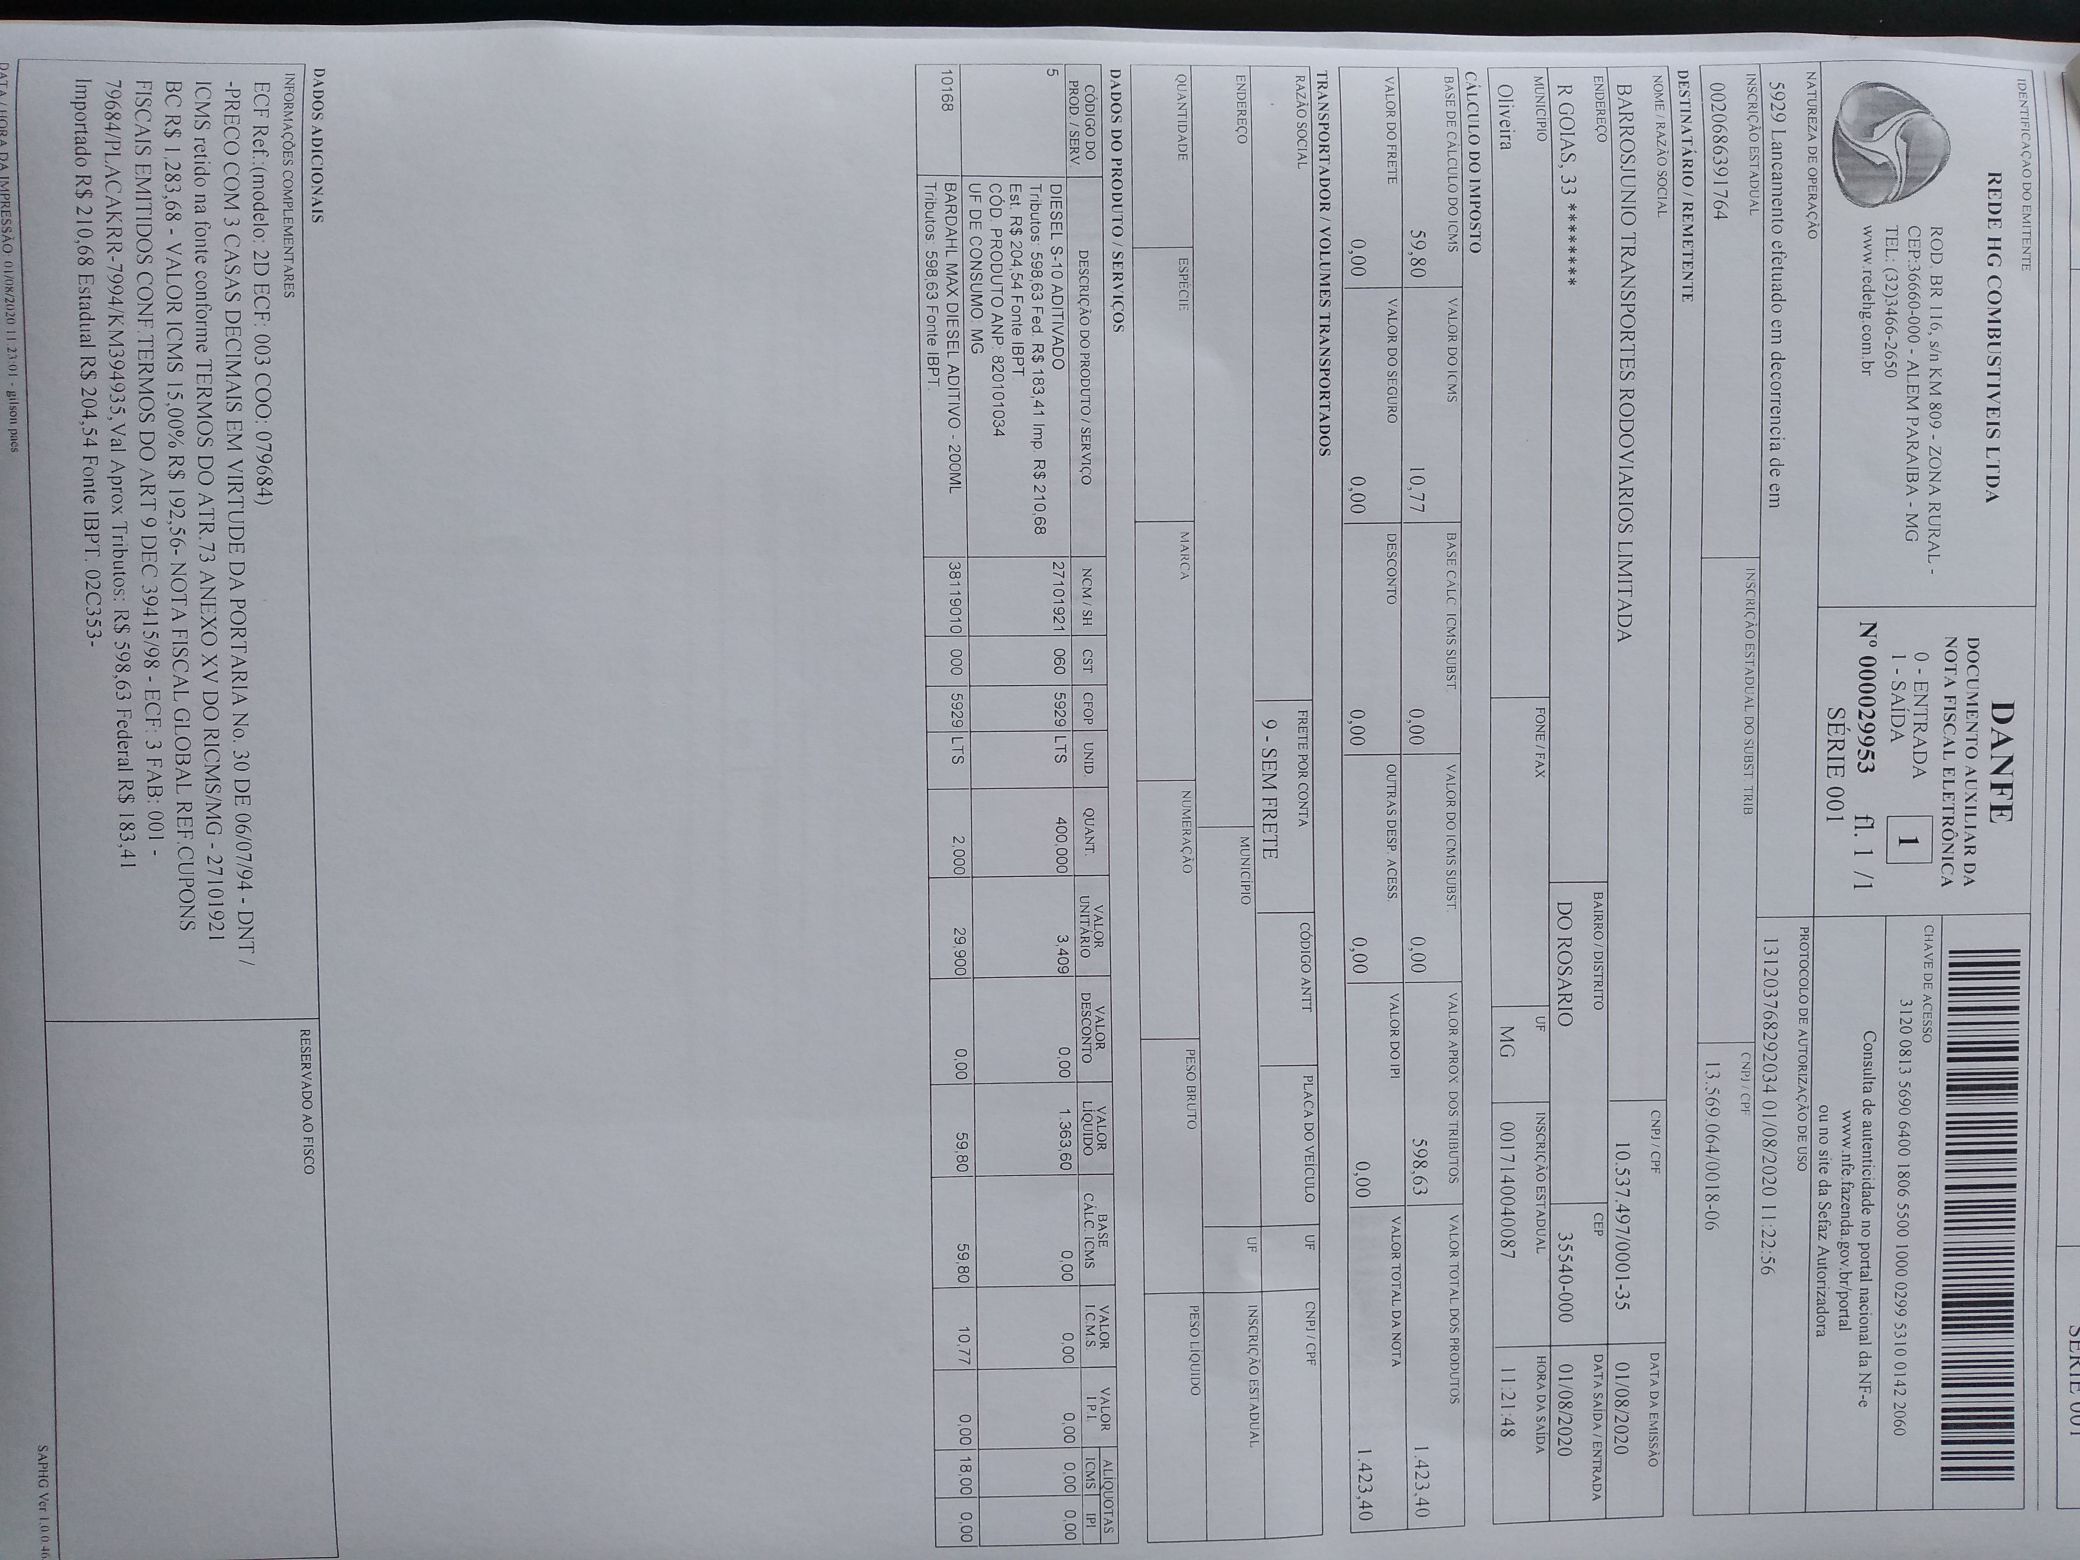 SÉRIE 001
IDENTIFICAÇÃO DO EMITENTE
REDE HG COMBUSTIVEIS LTDA
ROD. BR 116, s/n KM 809 - ZONA RURAL -
CEP:36660-000 - ALEM PARAIBA - MG
TEL: (32)3466-2650
www.redehg.com.br
DANFE
DOCUMENTO AUXILIAR DA
NOTA FISCAL ELETRÔNICA
0 - ENTRADA
1 - SAÍDA
1
Nº 000029953 fl. 1 /1
SÉRIE 001
CHAVE DE ACESSO
3120 0813 5690 6400 1806 5500 1000 0299 5310 0142 2060
Consulta de autenticidade no portal nacional da NF-e
www.nfe.fazenda.gov.br/portal
ou no site da Sefaz Autorizadora
NATUREZA DE OPERAÇÃO
5929 Lancamento efetuado em decorrencia de em
PROTOCOLO DE AUTORIZAÇÃO DE USO
131203768292034 01/08/2020 11:22:56
INSCRIÇÃO ESTADUAL
0020686391764
INSCRIÇÃO ESTADUAL DO SUBST TRIB
CNPJ / CPF
13.569.064/0018-06
DESTINATÁRIO / REMETENTE
NOME / RAZÃO SOCIAL
BARROSJUNIO TRANSPORTES RODOVIARIOS LIMITADA
CNPJ / CPF
10.537.497/0001-35
DATA DA EMISSÃO
01/08/2020
ENDEREÇO
R GOIAS, 33 ********
BAIRRO / DISTRITO
DO ROSARIO
CEP
35540-000
DATA SAÍDA / ENTRADA
01/08/2020
MUNICIPIO
Oliveira
FONE / FAX
UF
MG
INSCRIÇÃO ESTADUAL
0017140040087
HORA DA SAÍDA
11:21:48
CÁLCULO DO IMPOSTO
BASE DE CÁLCULO DO ICMS
59,80
VALOR DO ICMS
10,77
BASE CÁLC ICMS SUBST.
0,00
VALOR DO ICMS SUBST.
0,00
VALOR APROX. DOS TRIBUTOS
598,63
VALOR TOTAL DOS PRODUTOS
1.423,40
VALOR DO FRETE
0,00
VALOR DO SEGURO
0,00
DESCONTO
0,00
OUTRAS DESP. ACESS.
0,00
VALOR DO IPI
0,00
VALOR TOTAL DA NOTA
1.423,40
TRANSPORTADOR / VOLUMES TRANSPORTADOS
RAZÃO SOCIAL
FRETE POR CONTA
9 - SEM FRETE
CÓDIGO ANTT
PLACA DO VEÍCULO
UF
CNPJ / CPF
ENDEREÇO
MUNICÍPIO
UF
INSCRIÇÃO ESTADUAL
QUANTIDADE
ESPÉCIE
MARCA
NUMERAÇÃO
PESO BRUTO
PESO LÍQUIDO
DADOS DO PRODUTO / SERVIÇOS
CÓDIGO DO PROD. / SERV. DESCRIÇÃO DO PRODUTO / SERVIÇO NCM / SH CST CFOP UNID. QUANT. VALOR UNITÁRIO VALOR DESCONTO VALOR LÍQUIDO BASE CÁLC. ICMS VALOR I.C.M.S VALOR I.P.I. ALÍQUOTAS ICMS IPI
5 DIESEL S-10 ADITIVADO 27101921 060 5929 LTS 400,000 3,409 0,00 1.363,60 0,00 0,00 0,00 0,00 0,00
Tributos: 598,63 Fed. R$ 183,41 Imp. R$ 210,68
Est. R$ 204,54 Fonte IBPT.
CÓD. PRODUTO ANP: 820101034
UF DE CONSUMO: MG
10168 BARDAHL MAX DIESEL ADITIVO - 200ML 38119010 000 5929 LTS 2,000 29,900 0,00 59,80 59,80 10,77 0,00 18,00 0,00
Tributos: 598,63 Fonte IBPT.
DADOS ADICIONAIS
INFORMAÇÕES COMPLEMENTARES
RESERVADO AO FISCO
ECF Ref.:(modelo: 2D ECF: 003 COO: 079684)
-PRECO COM 3 CASAS DECIMAIS EM VIRTUDE DA PORTARIA No. 30 DE 06/07/94 - DNT /
ICMS retido na fonte conforme TERMOS DO ATR.73 ANEXO XV DO RICMS/MG - 27101921
BC R$ 1.283,68 - VALOR ICMS 15,00% R$ 192,56- NOTA FISCAL GLOBAL REF.CUPONS
FISCAIS EMITIDOS CONF. TERMOS DO ART 9 DEC 39415/98 - ECF: 3 FAB: 001 -
79684/PLACAKRR-7994/KM394935,Val Aprox Tributos: R$ 598,63 Federal R$ 183,41
Importado R$ 210,68 Estadual R$ 204,54 Fonte IBPT. 02C353-
DATA / HORA DA IMPRESSÃO: 01/08/2020 11:23:01 - gilson paes
SAPHG Ver 1.0.0.46